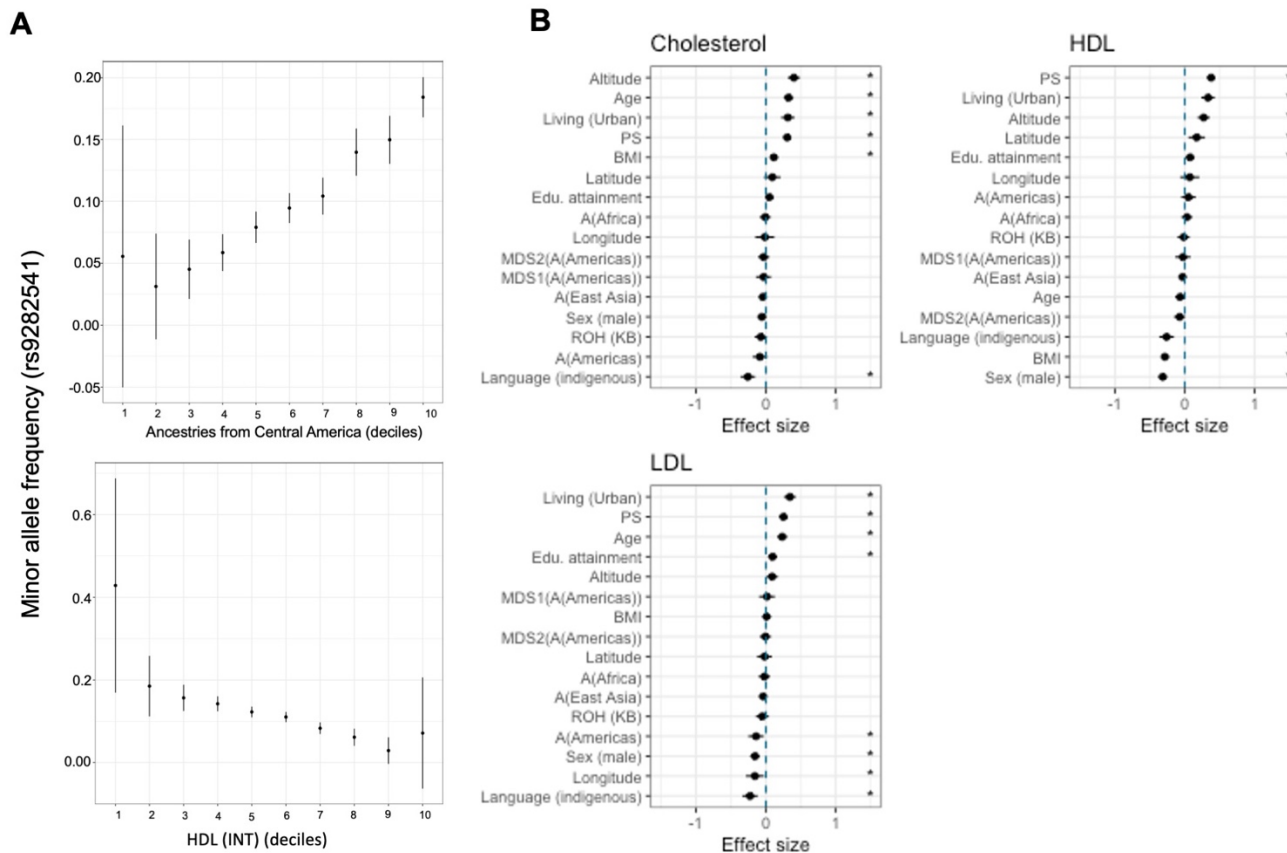 A
B
Minor allele frequency (rs9282541)
0.20
0.15
0.10
0.05
0.00
-0.05
1 2 3 4 5 6 7 8 9 10
Ancestries from Central America (deciles)
0.6
0.4
0.2
0.00
1 2 3 4 5 6 7 8 9 10
HDL (INT) (deciles)
Cholesterol
Altitude *
Age *
Living (Urban) *
PS *
BMI *
Latitude
Edu. attainment
A(Africa)
Longitude
MDS2(A(Americas))
MDS1(A(Americas))
A(East Asia)
Sex (male)
ROH (KB)
A(Americas)
Language (indigenous) *
-1 0 1
Effect size
HDL
PS
Living (Urban)
Altitude
Latitude
Edu. attainment
Longitude
A(Americas)
A(Africa)
ROH (KB)
MDS1(A(Americas))
A(East Asia)
Age
MDS2(A(Americas))
Language (indigenous)
BMI
Sex (male)
-1 0 1
Effect size
LDL
Living (Urban) *
PS *
Age *
Edu. attainment *
Altitude
MDS1(A(Americas))
BMI
MDS2(A(Americas))
Latitude
A(Africa)
A(East Asia)
ROH (KB)
A(Americas) *
Sex (male) *
Longitude *
Language (indigenous) *
-1 0 1
Effect size